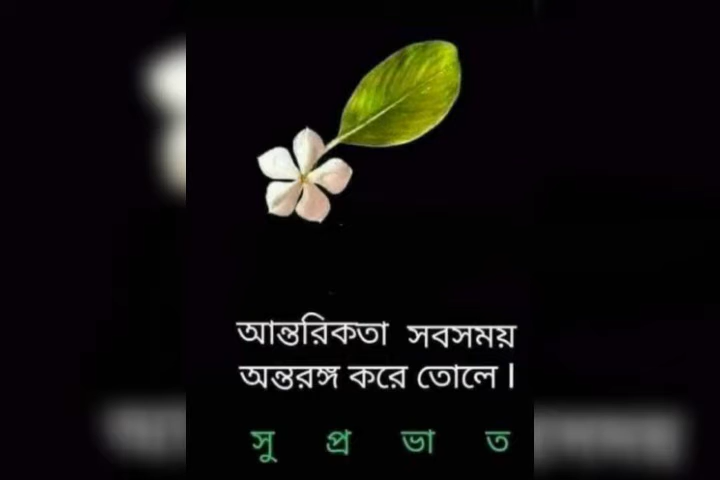 আন্তরিকতা সবসময়
অন্তরঙ্গ করে তোলে।
সু প্র ভা ত